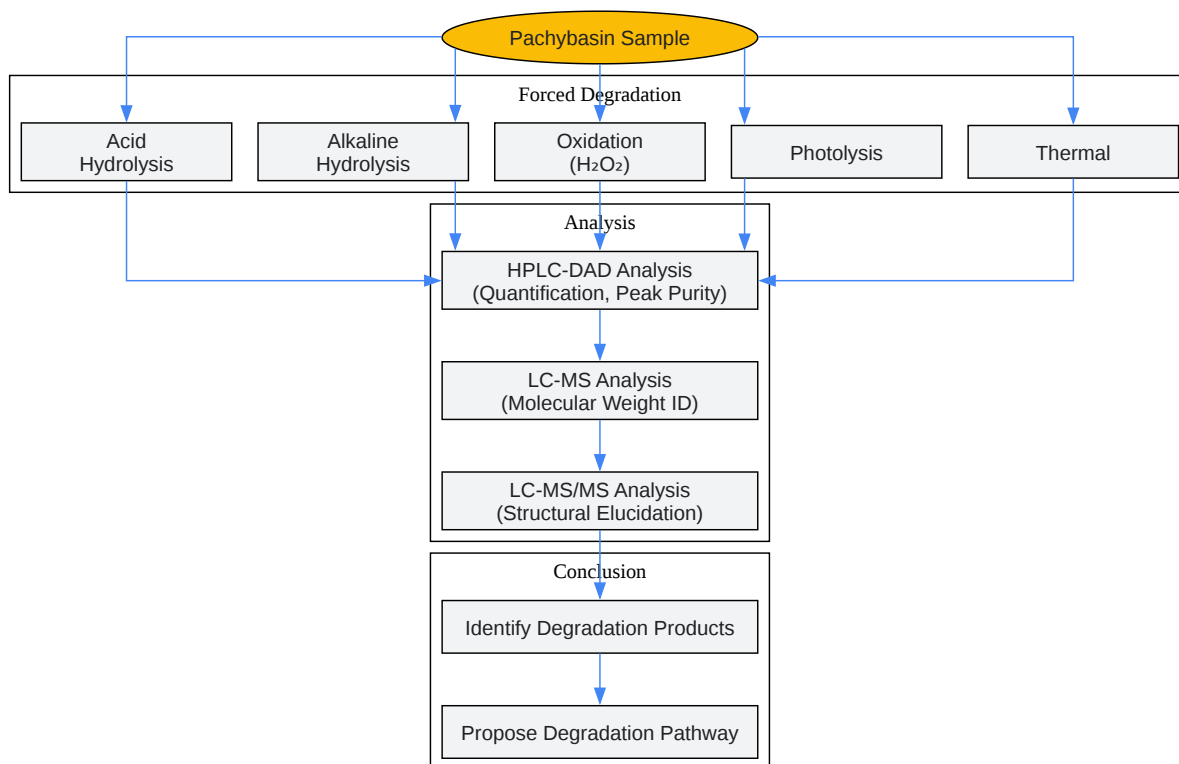 Pachybasin Sample
Forced Degradation
Acid
Hydrolysis
Alkaline
Hydrolysis
Oxidation
(H₂O₂)
Photolysis
Thermal
Analysis
HPLC-DAD Analysis
(Quantification, Peak Purity)
LC-MS Analysis
(Molecular Weight ID)
LC-MS/MS Analysis
(Structural Elucidation)
Conclusion
Identify Degradation Products
Propose Degradation Pathway